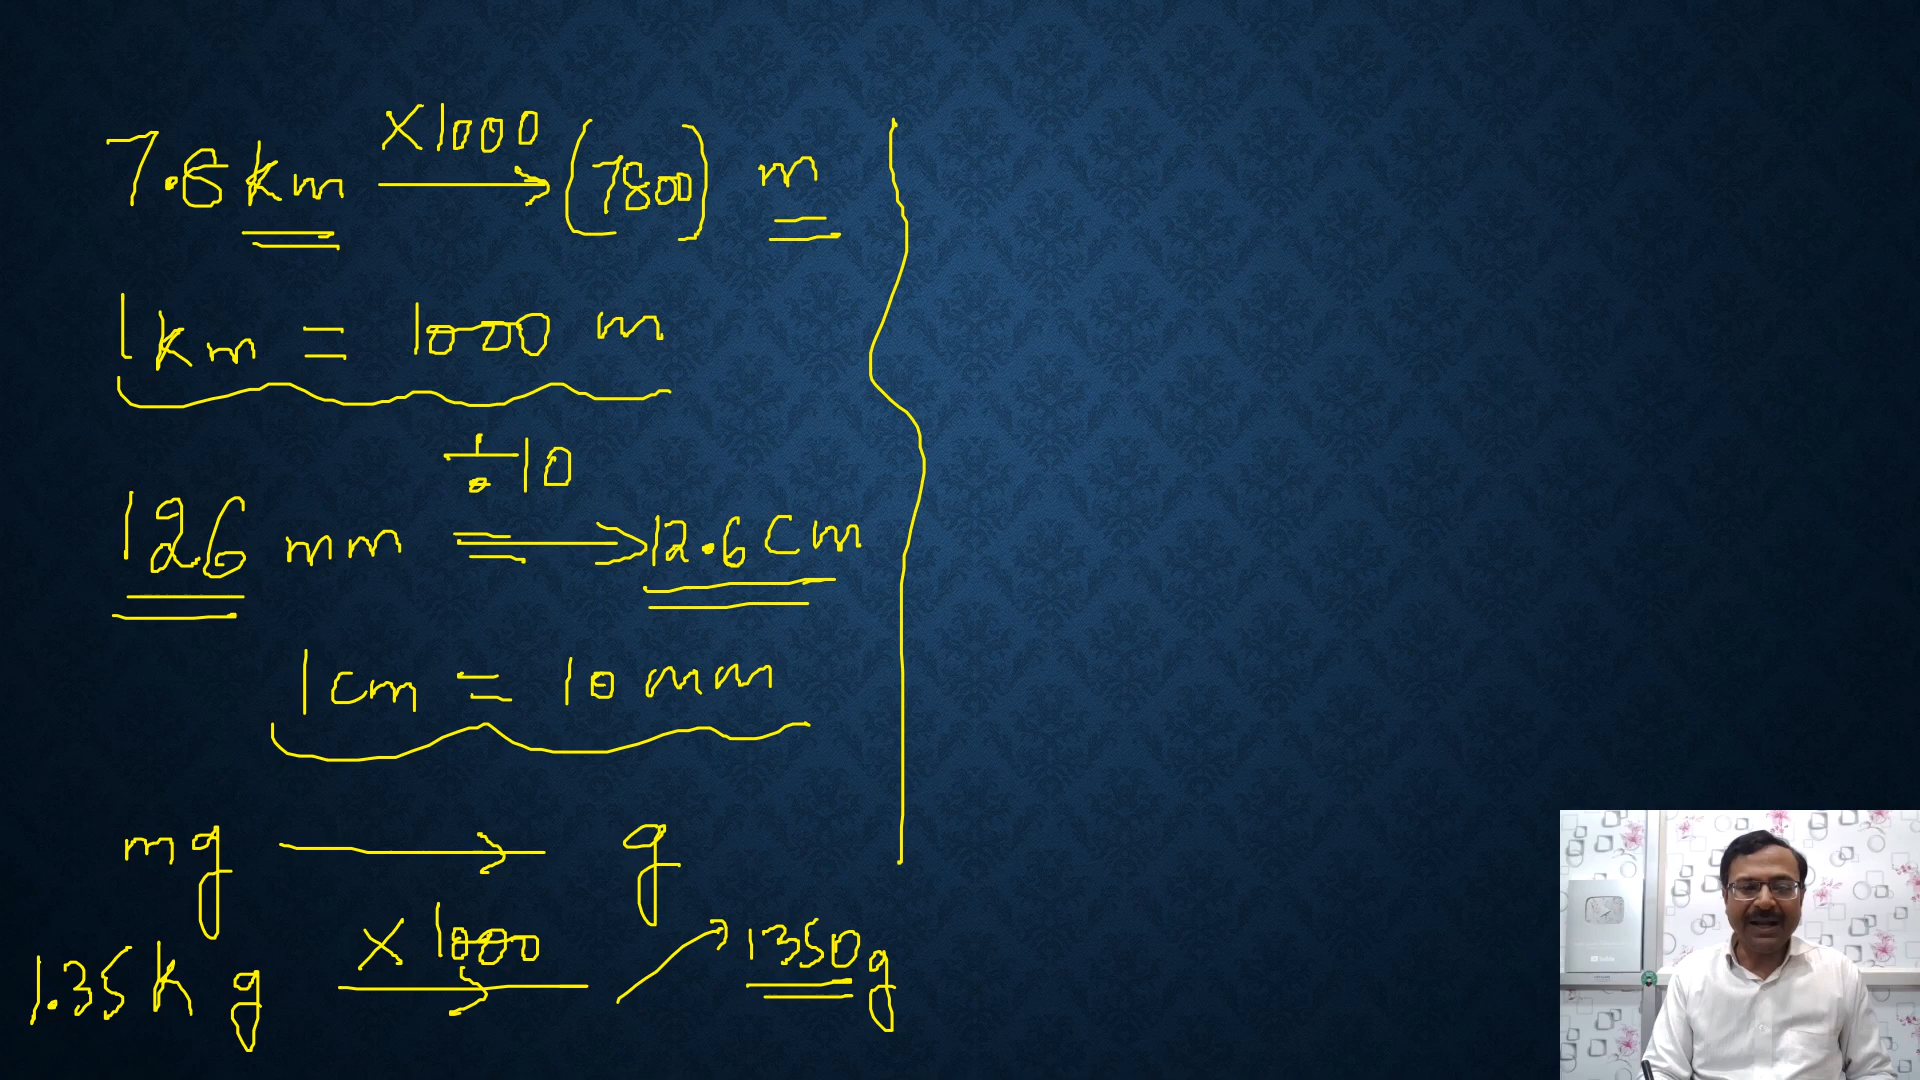 ×1000
7.8 km → (7800) m
1 km = 1000 m
÷10
126 mm ⇒ 12.6 cm
1 cm = 10 mm
mg → g
× 1000
1.35 kg → 1350 g